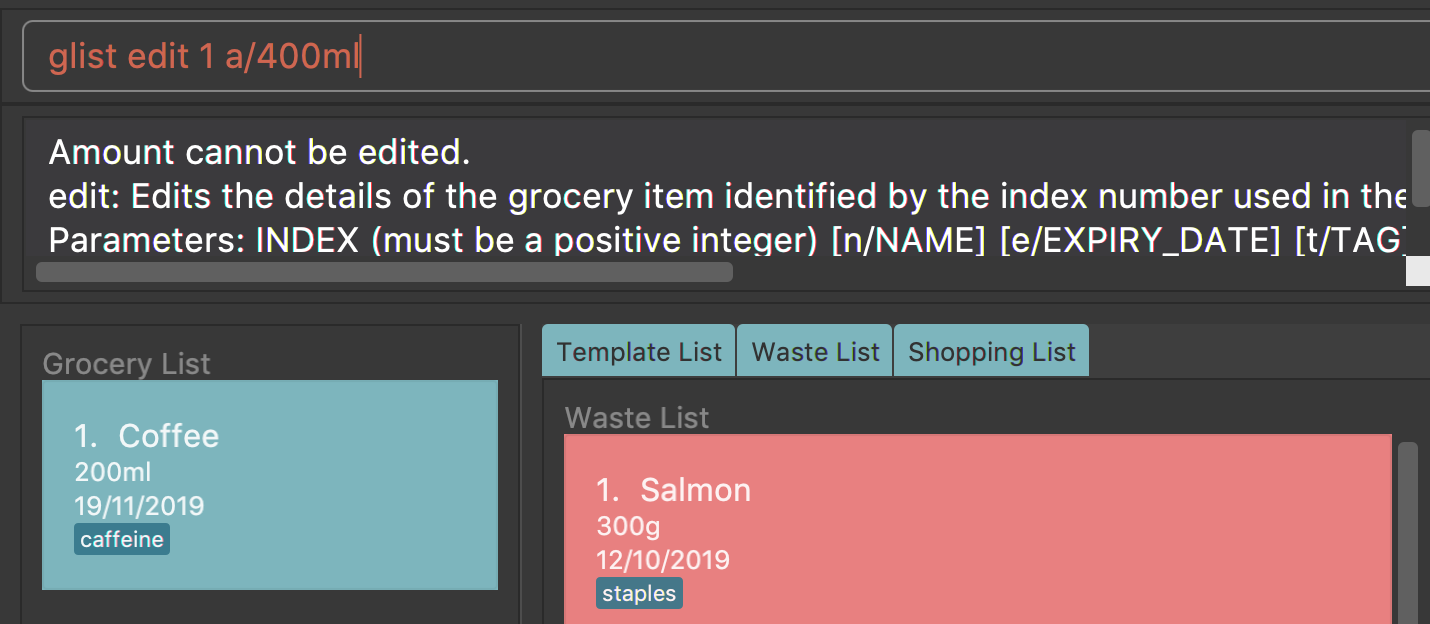 glist edit 1 a/400ml
Amount cannot be edited.
edit: Edits the details of the grocery item identified by the index number used in the
Parameters: INDEX (must be a positive integer) [n/NAME] [e/EXPIRY_DATE] [t/TAG]
Grocery List
1. Coffee
200ml
19/11/2019
caffeine
Template List
Waste List
Shopping List
Waste List
1. Salmon
300g
12/10/2019
staples